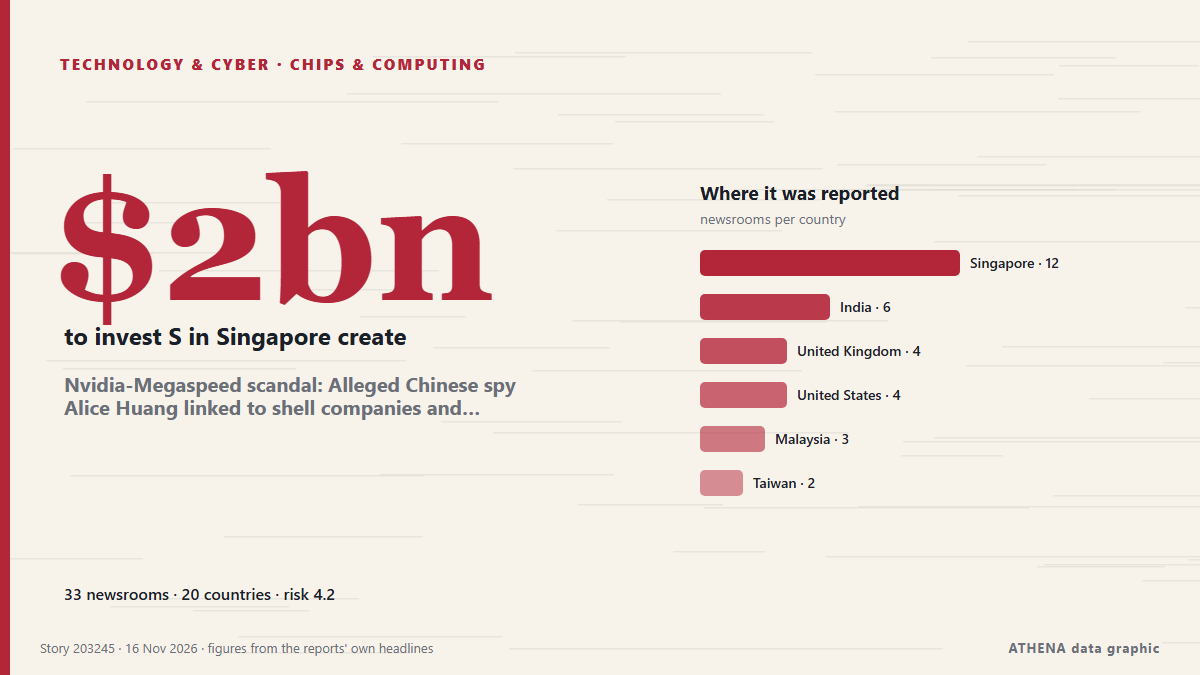 TECHNOLOGY & CYBER · CHIPS & COMPUTING
$2bn
to invest S in Singapore create
Nvidia-Megaspeed scandal: Alleged Chinese spy
Alice Huang linked to shell companies and…
Where it was reported
newsrooms per country
Singapore · 12
India · 6
United Kingdom · 4
United States · 4
Malaysia · 3
Taiwan · 2
33 newsrooms · 20 countries · risk 4.2
Story 203245 · 16 Nov 2026 · figures from the reports' own headlines
ATHENA data graphic